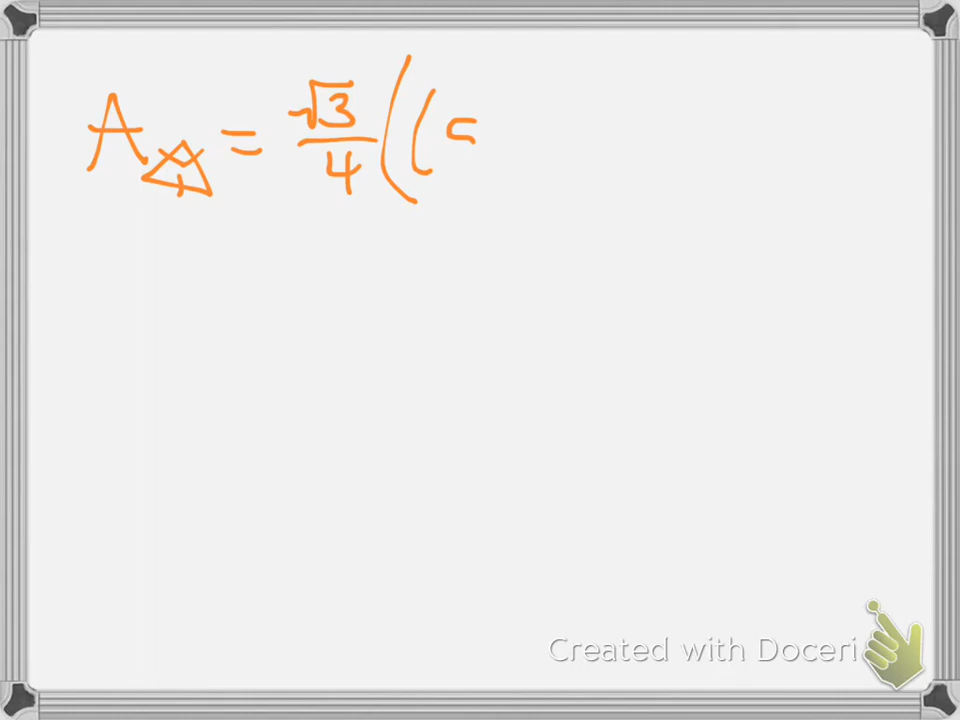 A△ = √3/4 ((
Created with Doceri